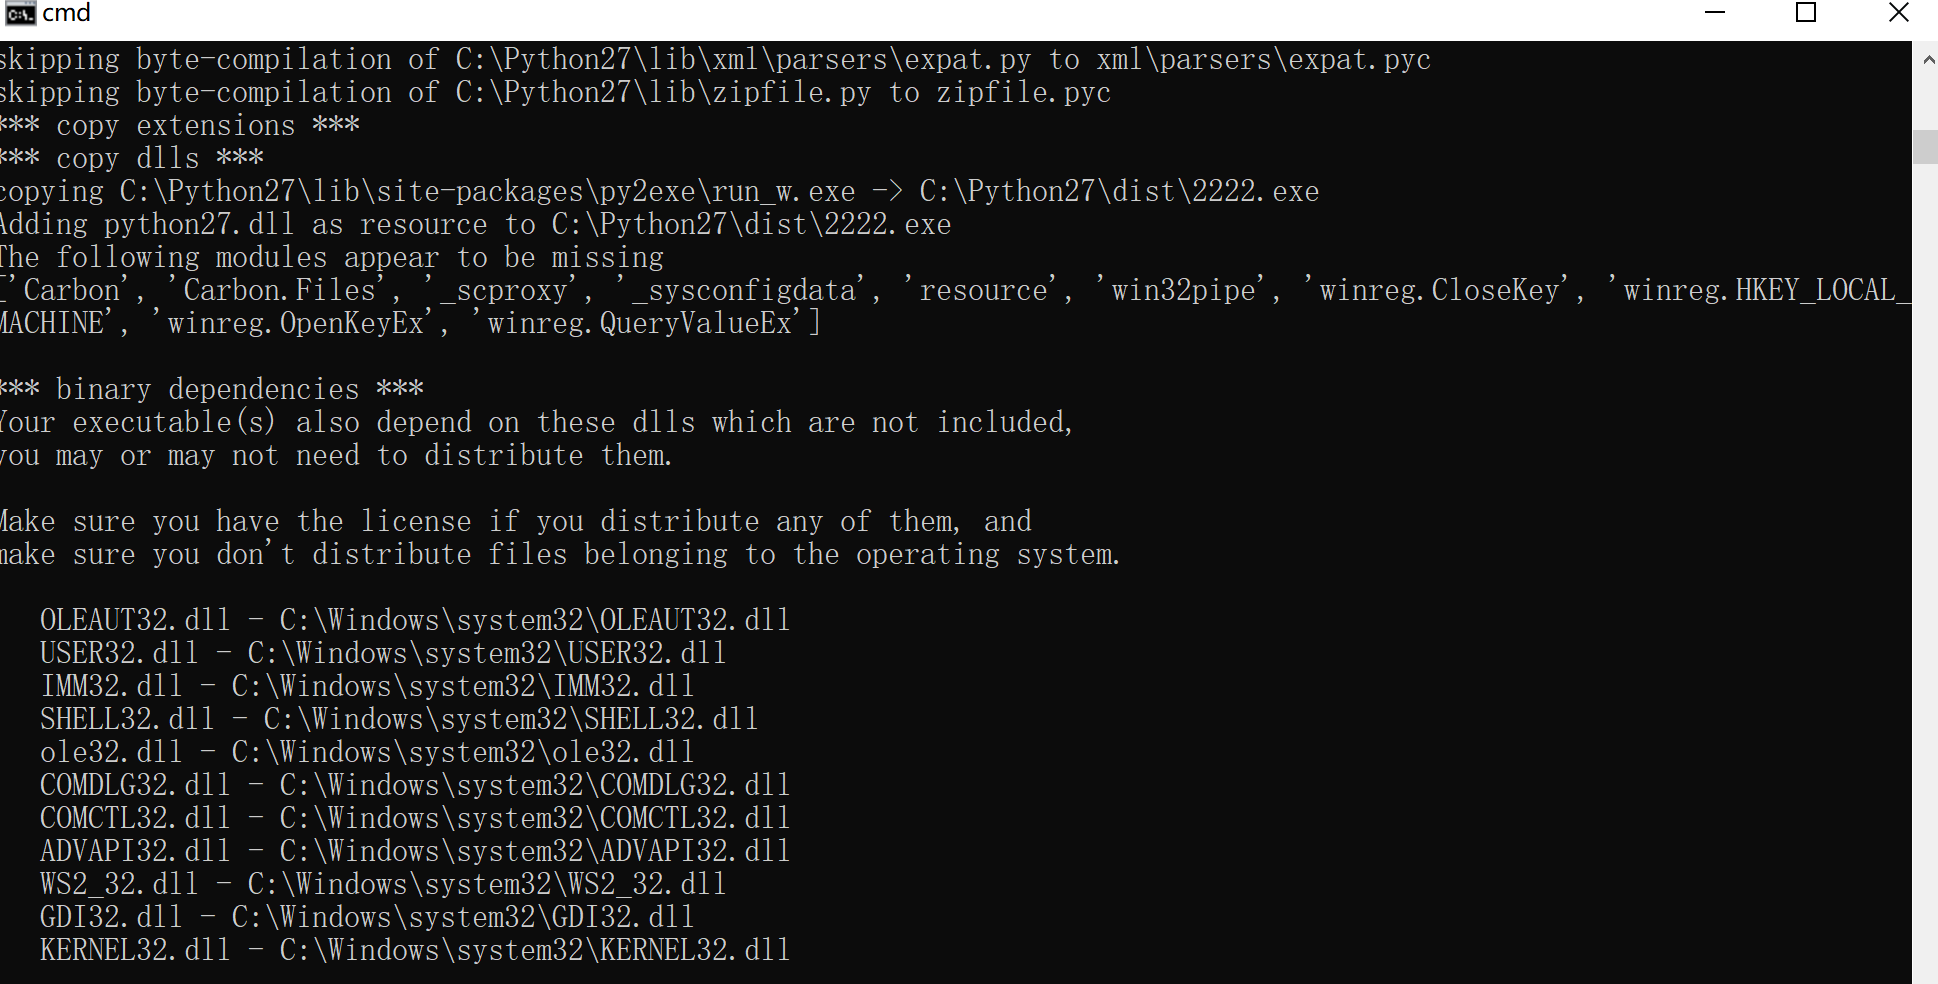 cmd
skipping byte-compilation of C:\Python27\lib\xml\parsers\expat.py to xml\parsers\expat.pyc
skipping byte-compilation of C:\Python27\lib\zipfile.py to zipfile.pyc
*** copy extensions ***
*** copy dlls ***
copying C:\Python27\lib\site-packages\py2exe\run_w.exe -> C:\Python27\dist\2222.exe
Adding python27.dll as resource to C:\Python27\dist\2222.exe
The following modules appear to be missing
['Carbon', 'Carbon.Files', '_scproxy', '_sysconfigdata', 'resource', 'win32pipe', 'winreg.CloseKey', 'winreg.HKEY_LOCAL_
MACHINE', 'winreg.OpenKeyEx', 'winreg.QueryValueEx']
*** binary dependencies ***
Your executable(s) also depend on these dlls which are not included,
you may or may not need to distribute them.
Make sure you have the license if you distribute any of them, and
make sure you don't distribute files belonging to the operating system.
OLEAUT32.dll - C:\Windows\system32\OLEAUT32.dll
USER32.dll - C:\Windows\system32\USER32.dll
IMM32.dll - C:\Windows\system32\IMM32.dll
SHELL32.dll - C:\Windows\system32\SHELL32.dll
ole32.dll - C:\Windows\system32\ole32.dll
COMDLG32.dll - C:\Windows\system32\COMDLG32.dll
COMCTL32.dll - C:\Windows\system32\COMCTL32.dll
ADVAPI32.dll - C:\Windows\system32\ADVAPI32.dll
WS2_32.dll - C:\Windows\system32\WS2_32.dll
GDI32.dll - C:\Windows\system32\GDI32.dll
KERNEL32.dll - C:\Windows\system32\KERNEL32.dll